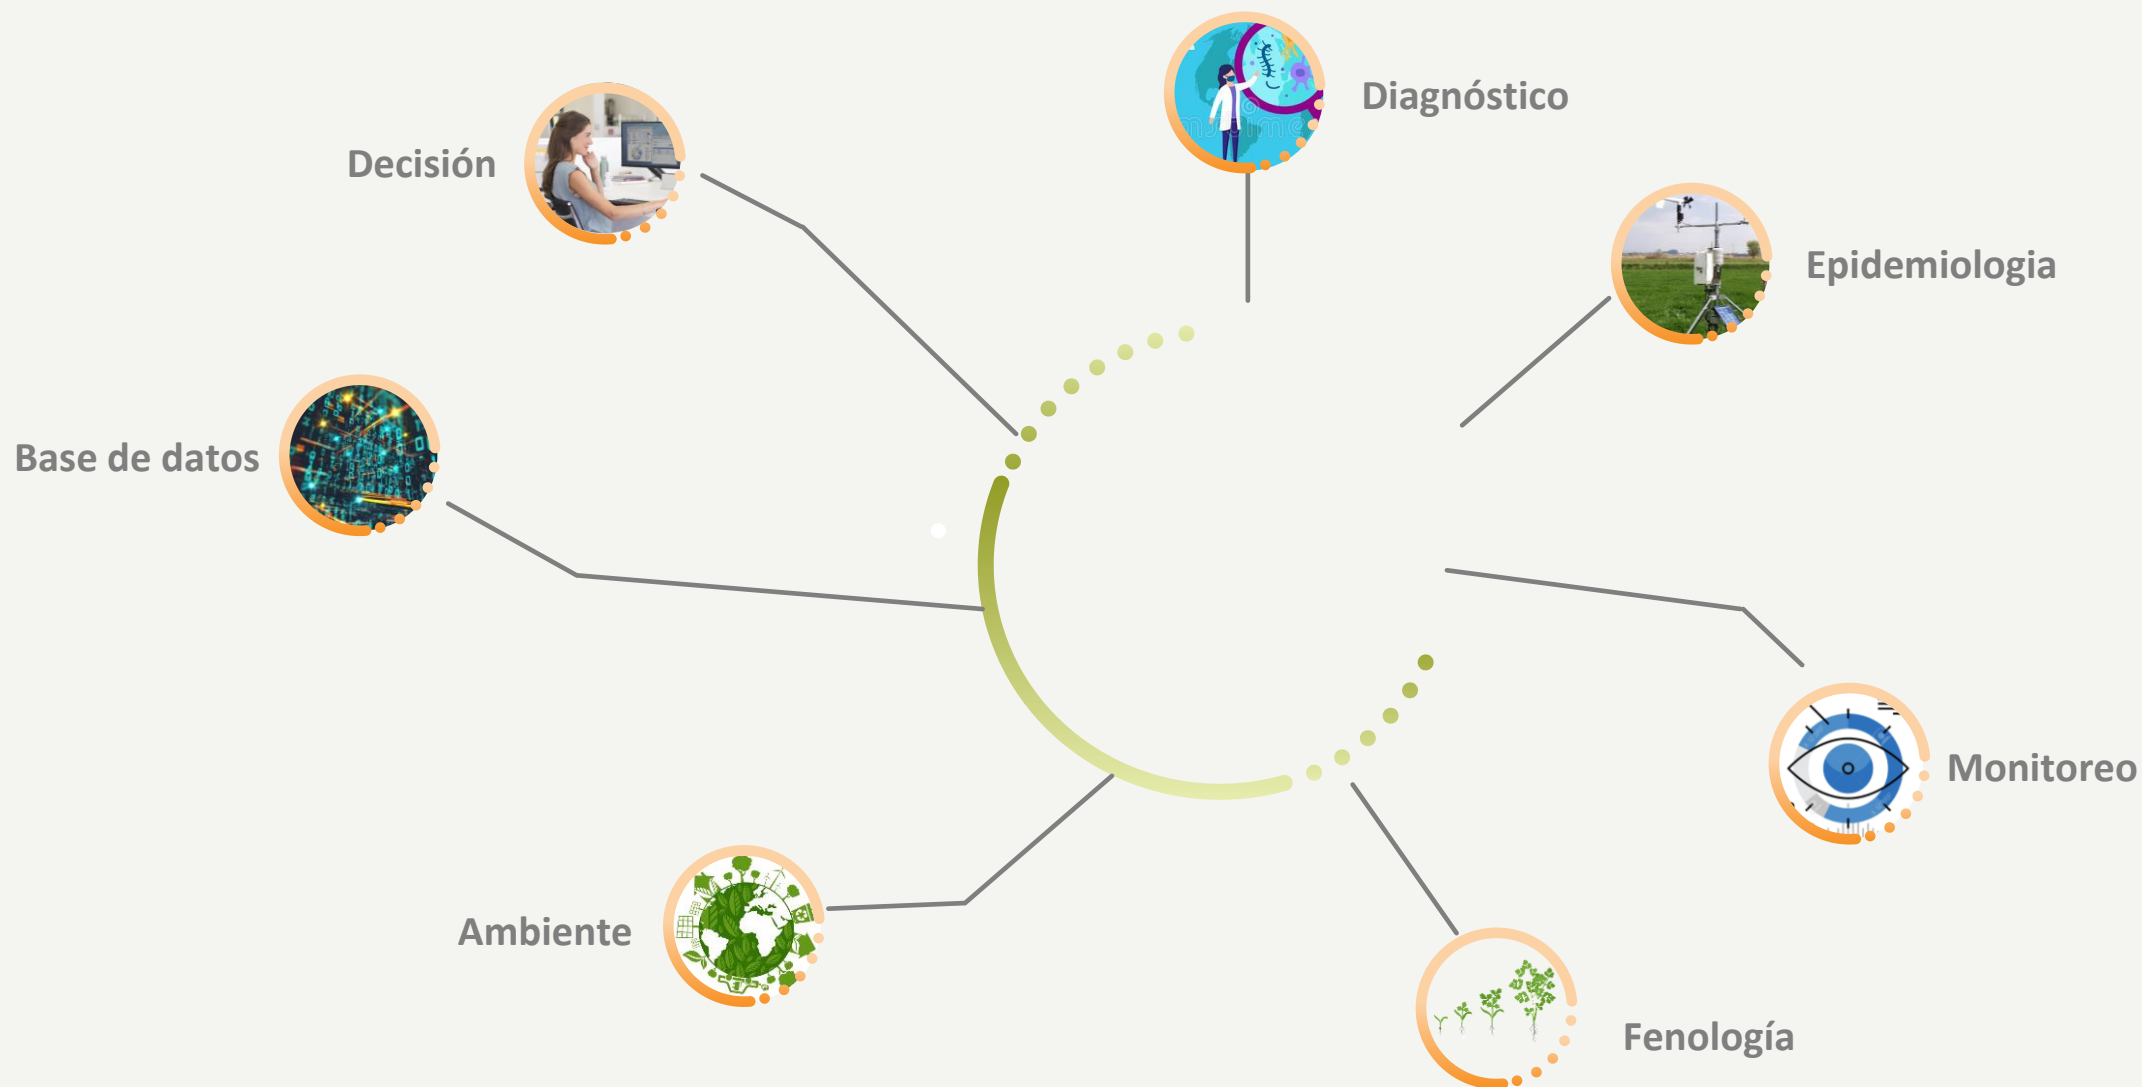 Diagnóstico
Decisión
Epidemiologia
Base de datos
Monitoreo
Ambiente
Fenología